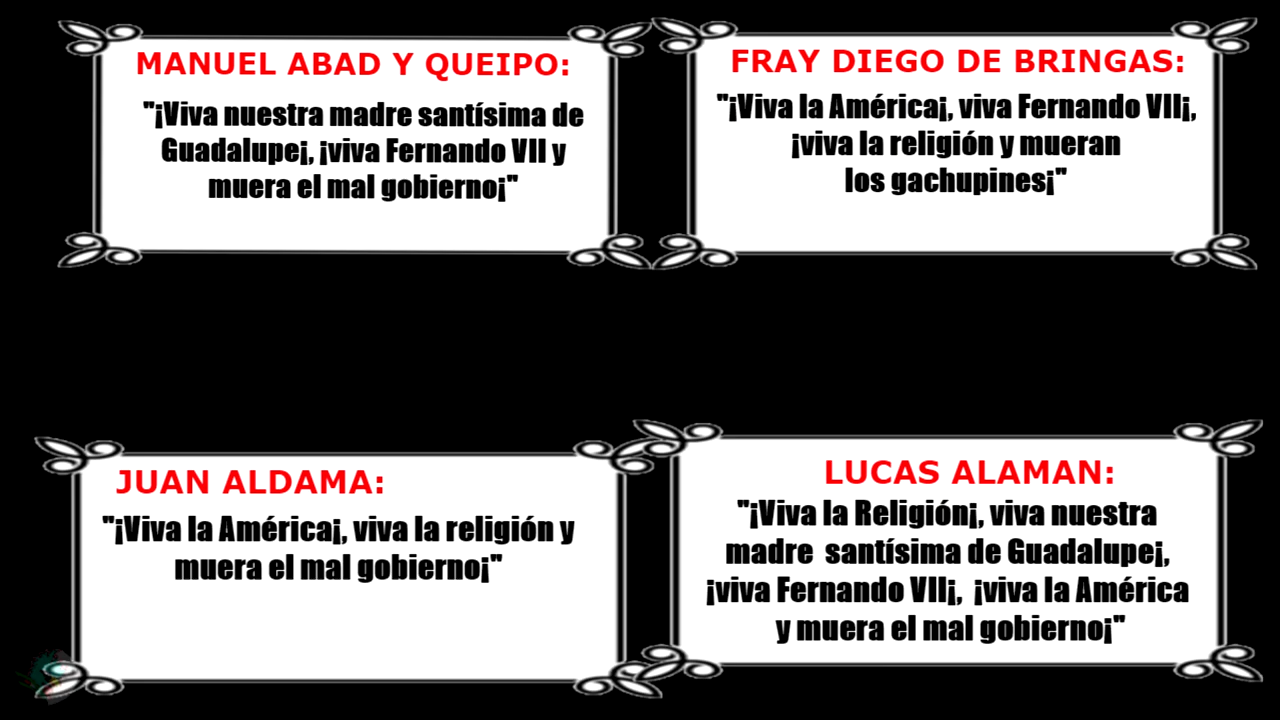 MANUEL ABAD Y QUEIPO:
"¡Viva nuestra madre santísima de
Guadalupe¡, ¡viva Fernando VII y
muera el mal gobierno¡"
FRAY DIEGO DE BRINGAS:
"¡Viva la América¡, viva Fernando VII¡,
¡viva la religión y mueran
los gachupines¡"
JUAN ALDAMA:
"¡Viva la América¡, viva la religión y
muera el mal gobierno¡"
LUCAS ALAMAN:
"¡Viva la Religión¡, viva nuestra
madre  santísima de Guadalupe¡,
¡viva Fernando VII¡,  ¡viva la América
y muera el mal gobierno¡"